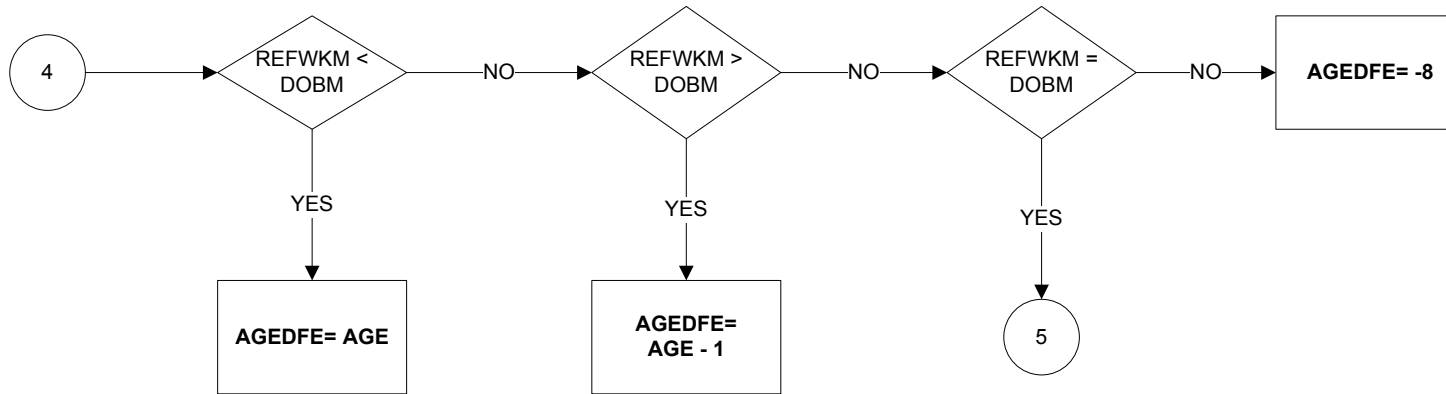 4
REFWKM <
DOBM
NO
REFWKM >
DOBM
NO
REFWKM =
DOBM
NO
AGEDFE= -8
YES
YES
YES
AGEDFE= AGE
AGEDFE=
AGE - 1
5